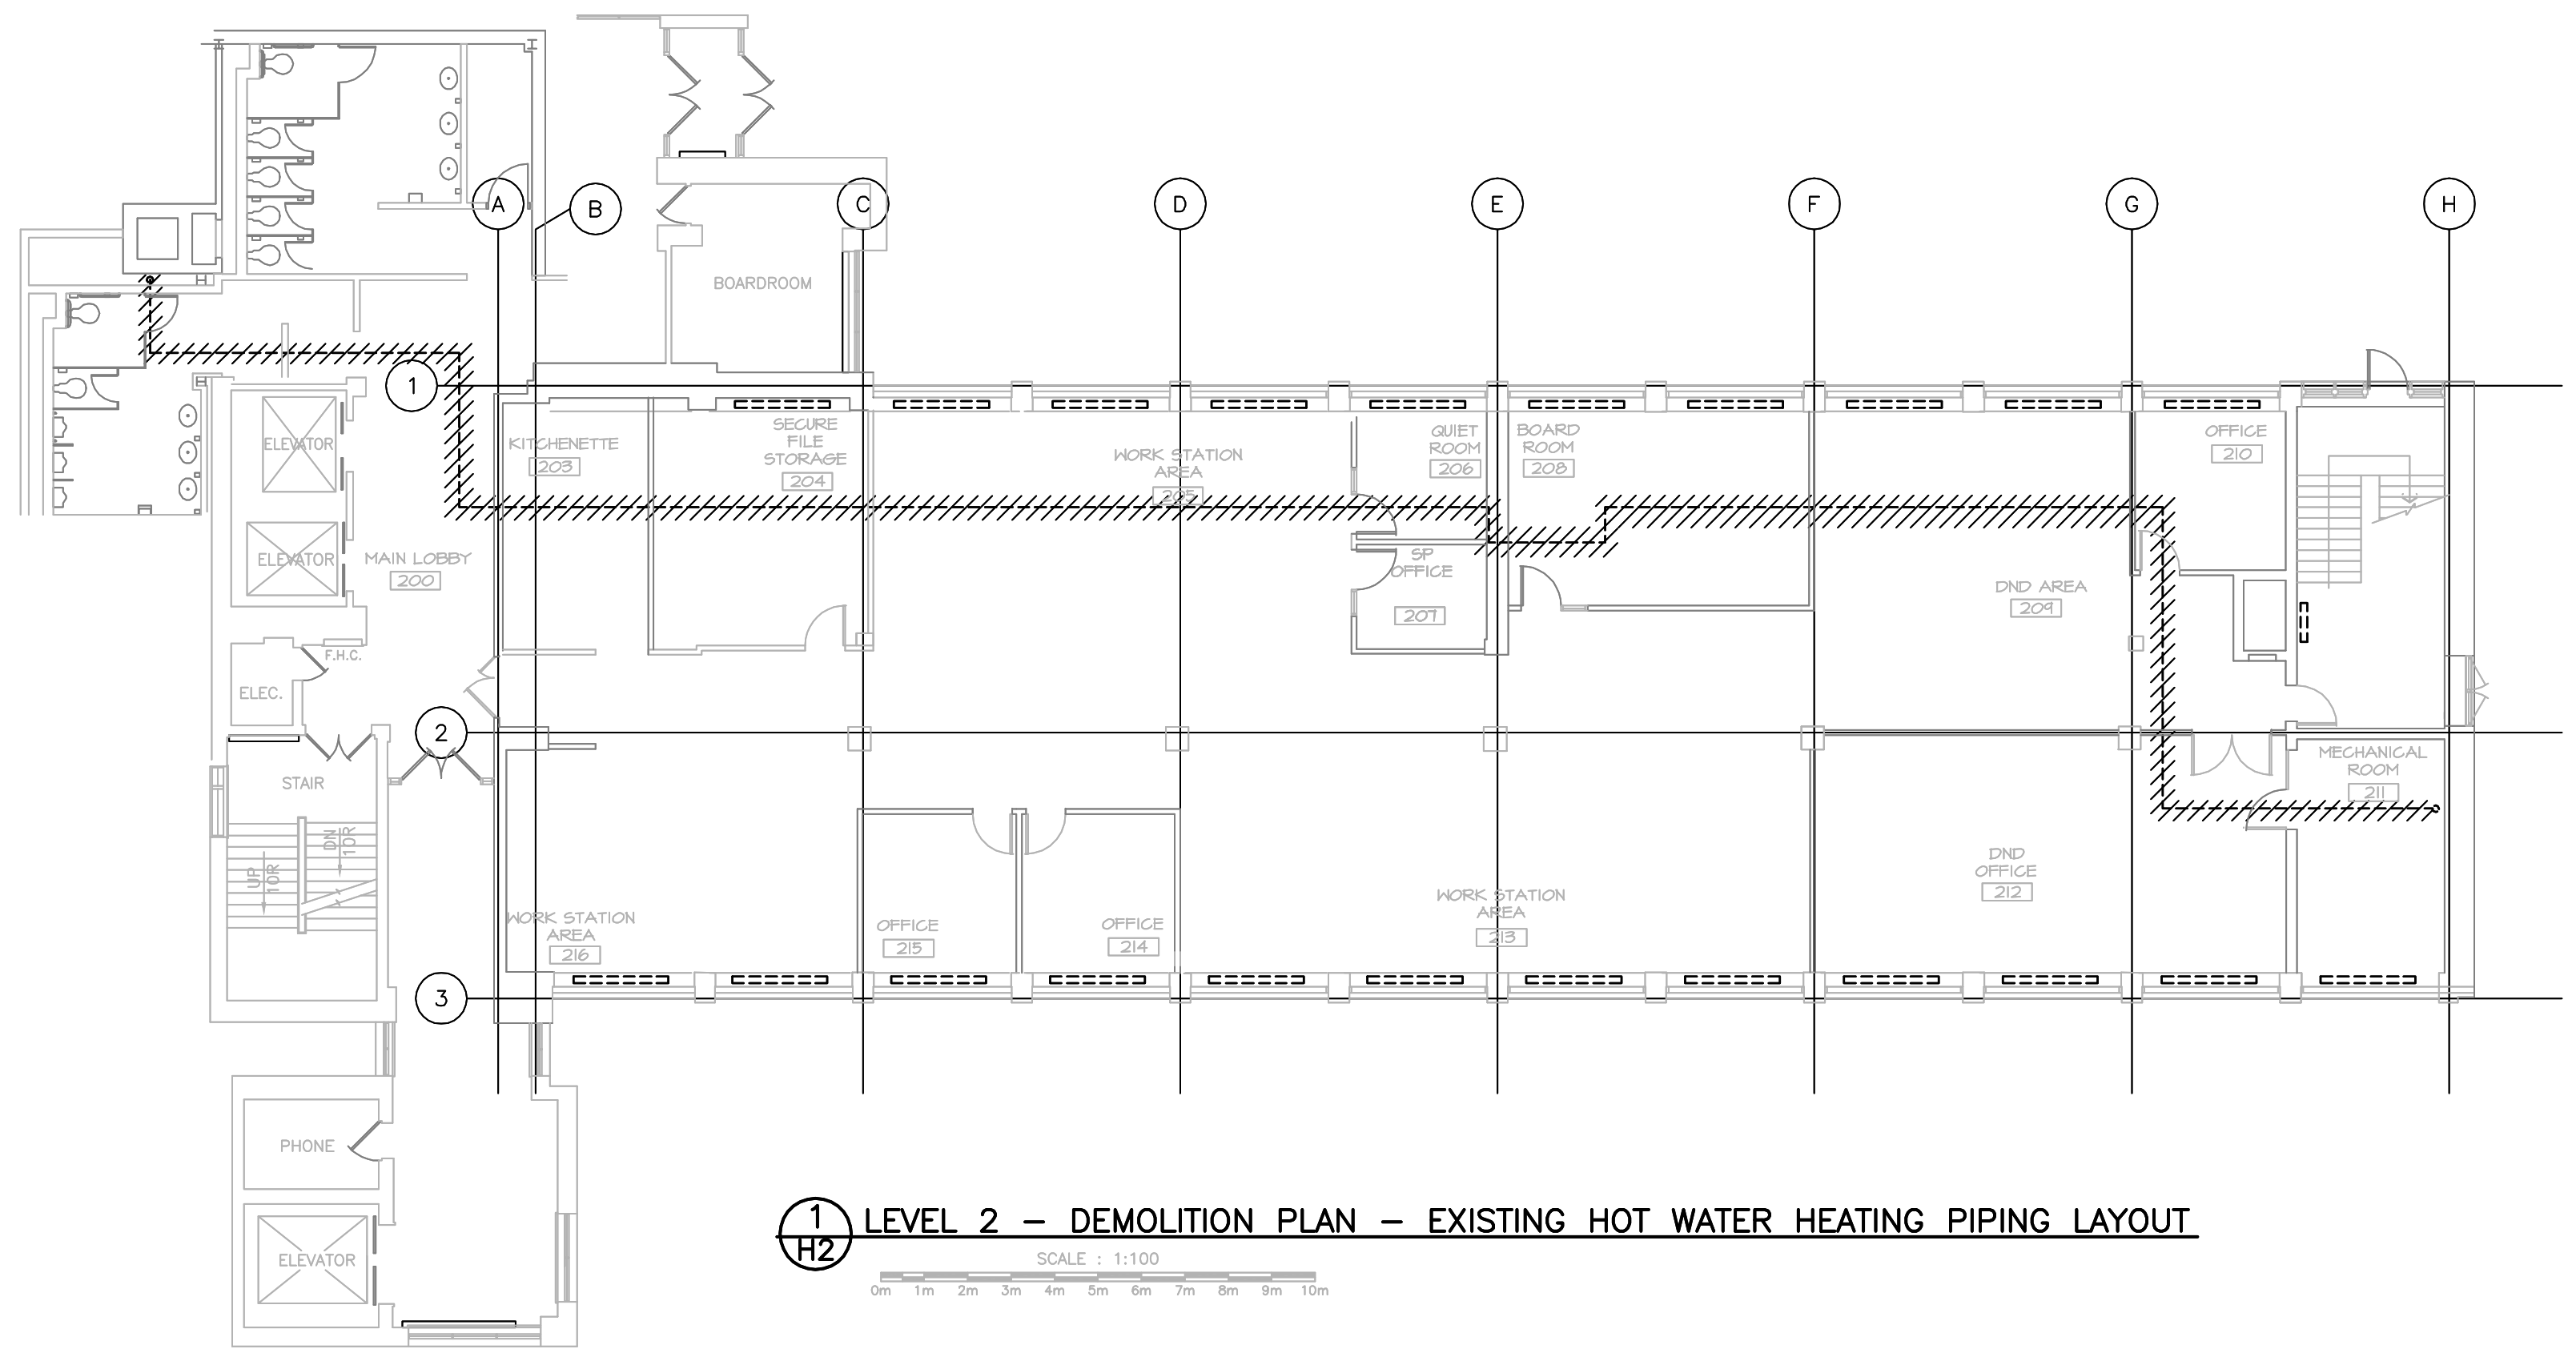 A
B
C
D
E
F
G
H
BOARDROOM
1
SECURE
FILE
STORAGE
204
KITCHENETTE
203
WORK STATION
AREA
205
QUIET
ROOM
206
BOARD
ROOM
208
OFFICE
210
ELEVATOR
ELEVATOR
MAIN LOBBY
200
SP
OFFICE
207
DND AREA
209
F.H.C.
ELEC.
2
STAIR
MECHANICAL
ROOM
211
UP
10R
DN
10R
DND
OFFICE
212
WORK STATION
AREA
216
OFFICE
215
OFFICE
214
WORK STATION
AREA
213
3
PHONE
ELEVATOR
1
H2
LEVEL 2 – DEMOLITION PLAN – EXISTING HOT WATER HEATING PIPING LAYOUT
SCALE : 1:100
0m 1m 2m 3m 4m 5m 6m 7m 8m 9m 10m